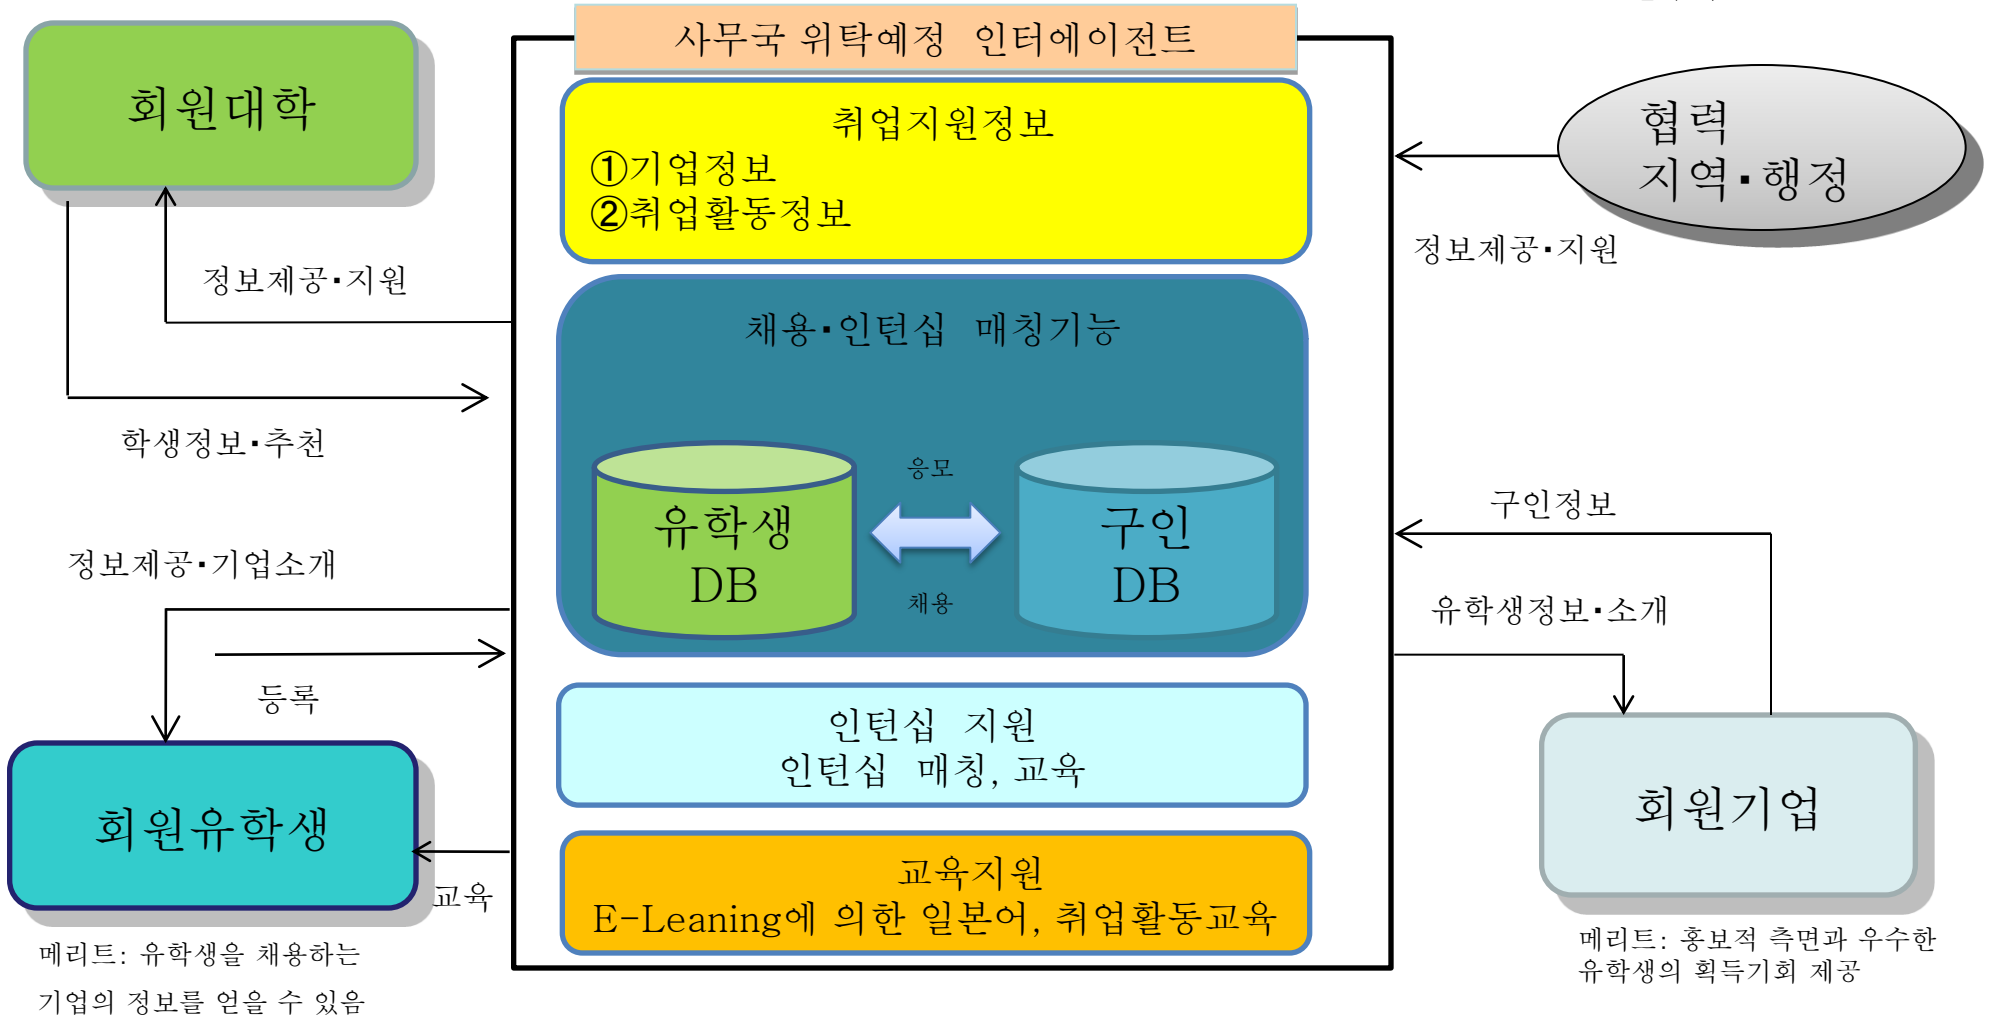 사무국 위탁예정 인터에이전트
회원대학
취업지원정보
①기업정보
②취업활동정보
협력
지역▪행정
정보제공▪지원
정보제공▪지원
채용▪인턴십 매칭기능
학생정보▪추천
응모
유학생
DB
구인
DB
채용
구인정보
정보제공▪기업소개
유학생정보▪소개
등록
인턴십 지원
인턴십 매칭, 교육
회원유학생
회원기업
교육
교육지원
E-Leaning에 의한 일본어, 취업활동교육
메리트: 유학생을 채용하는
기업의 정보를 얻을 수 있음
메리트: 홍보적 측면과 우수한
유학생의 획득기회 제공